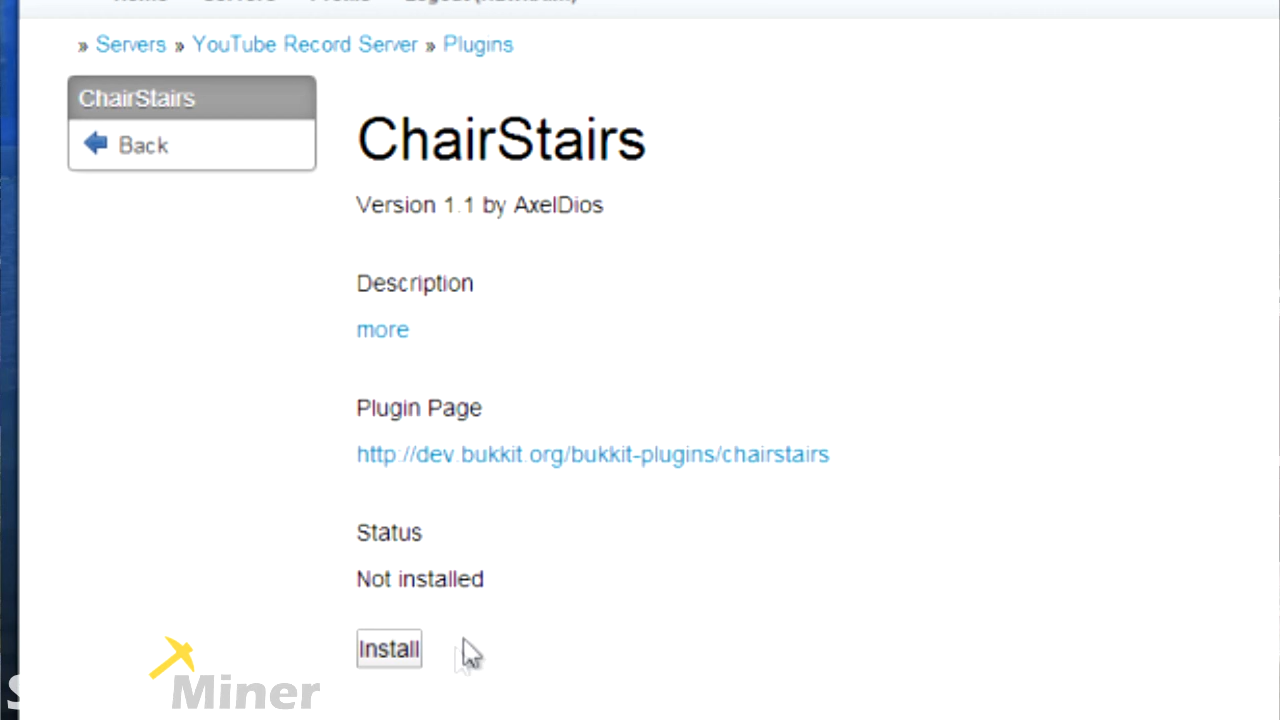 » Servers » YouTube Record Server » Plugins
ChairStairs
Back
ChairStairs
Version 1.1 by AxelDios
Description
more
Plugin Page
http://dev.bukkit.org/bukkit-plugins/chairstairs
Status
Not installed
Install
Miner